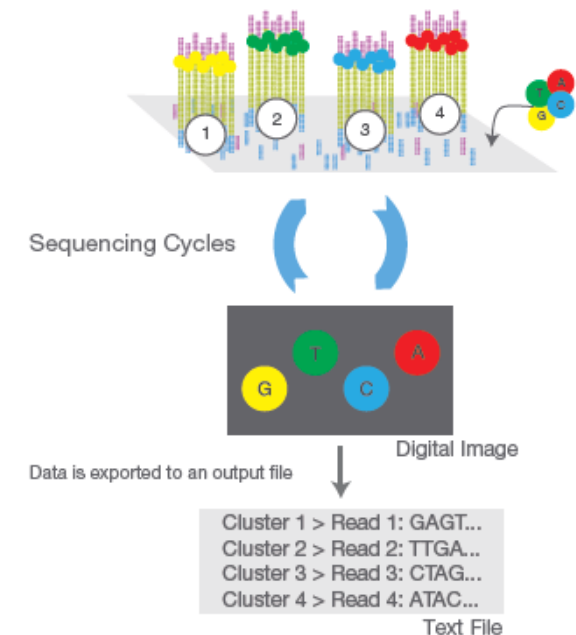 1
2
3
4
T
A
C
G
Sequencing Cycles
T
A
G
C
Digital Image
Data is exported to an output file
Cluster 1 > Read 1: GAGT...
Cluster 2 > Read 2: TTGA...
Cluster 3 > Read 3: CTAG...
Cluster 4 > Read 4: ATAC...
Text File